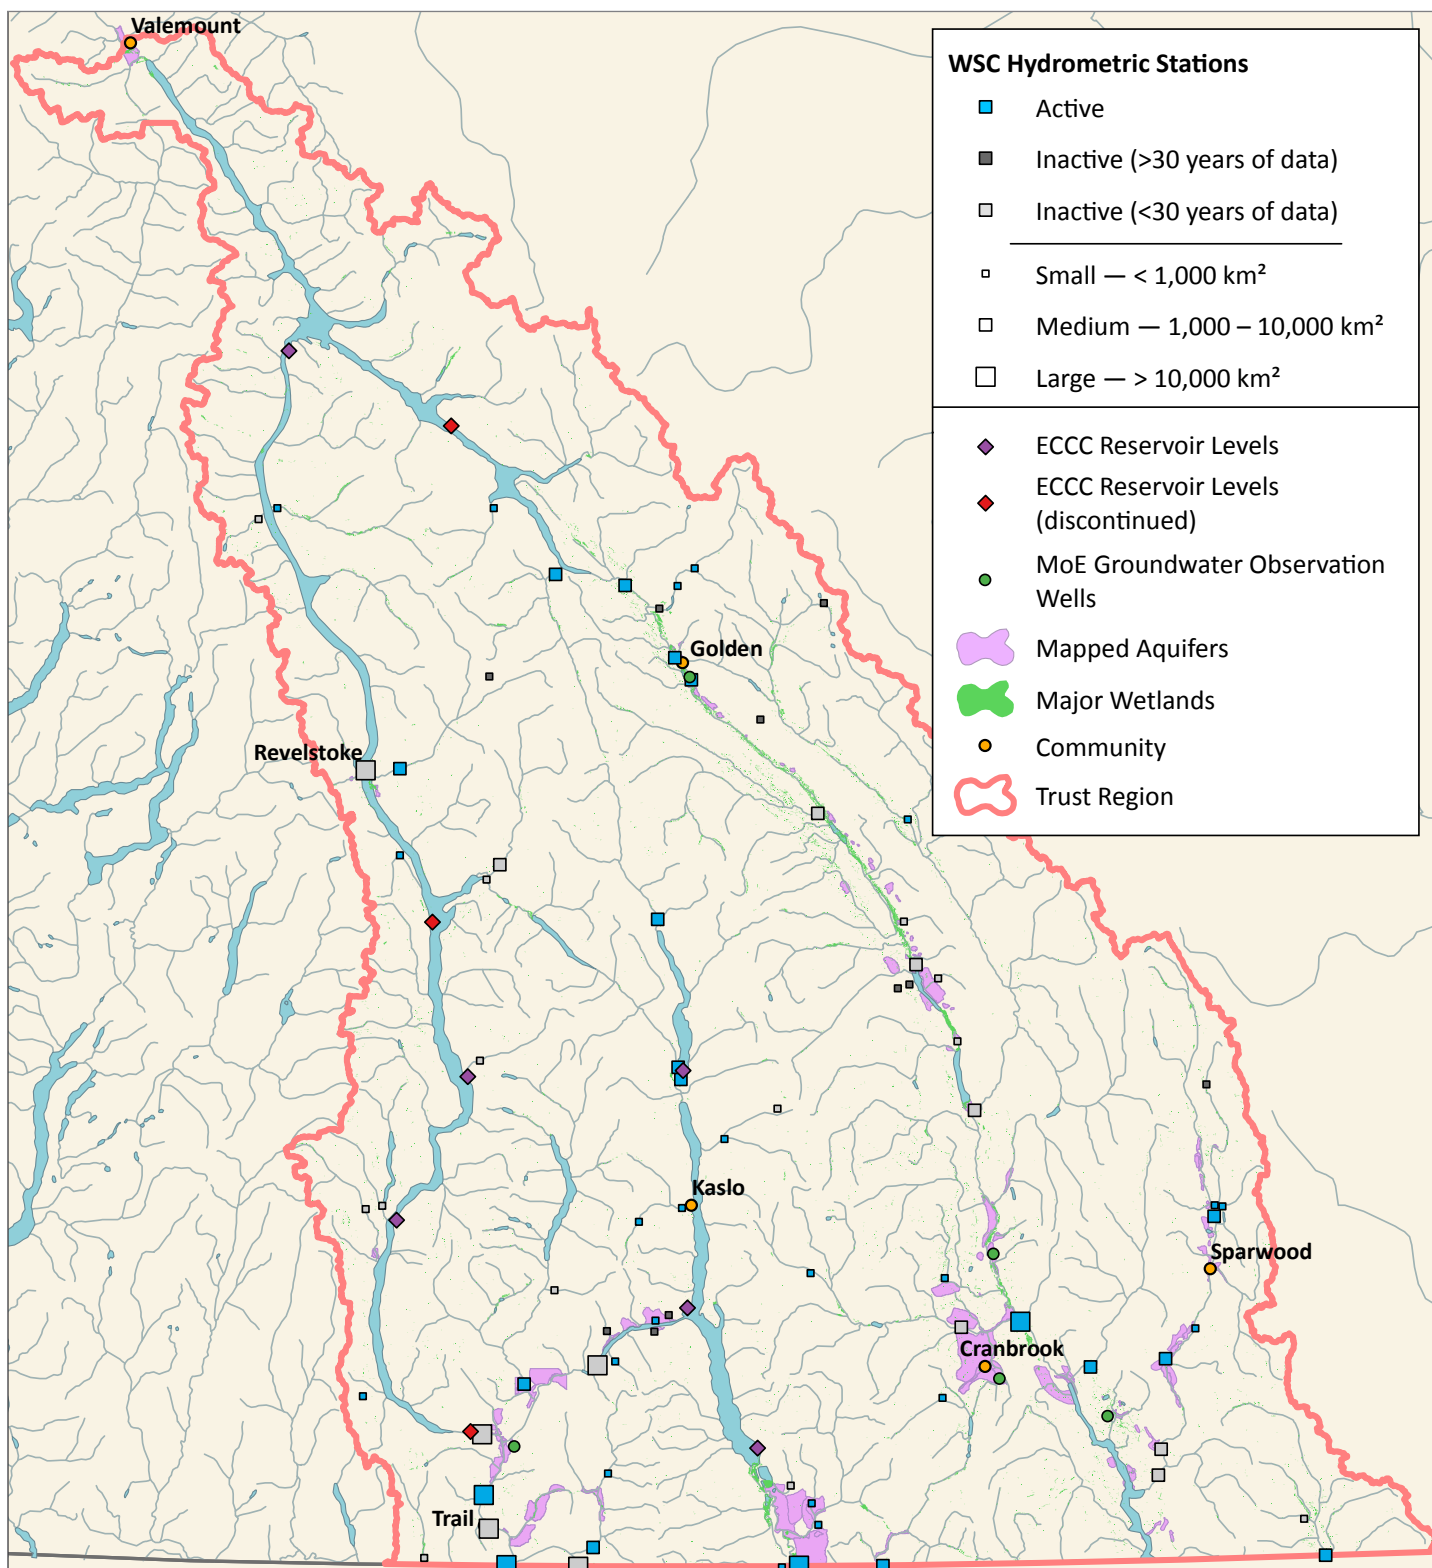 Valemount
WSC Hydrometric Stations
Active
Inactive (>30 years of data)
Inactive (<30 years of data)
Small — < 1,000 km²
Medium — 1,000 – 10,000 km²
Large — > 10,000 km²
ECCC Reservoir Levels
ECCC Reservoir Levels
(discontinued)
MoE Groundwater Observation
Wells
Mapped Aquifers
Major Wetlands
Community
Trust Region
Golden
Revelstoke
Kaslo
Sparwood
Cranbrook
Trail